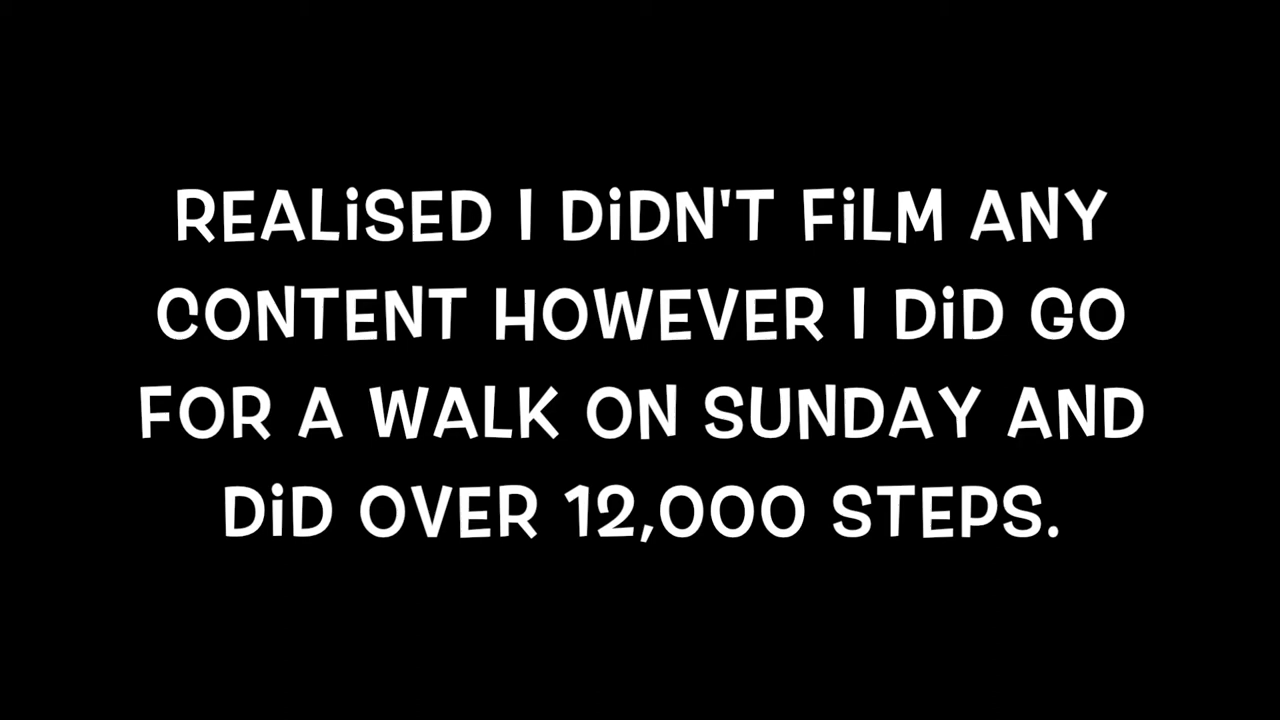 REALiSED I DiDN'T FiLM ANY
CONTENT HOWEVER I DiD GO
FOR A WALK ON SUNDAY AND
DiD OVER 12,000 STEPS.